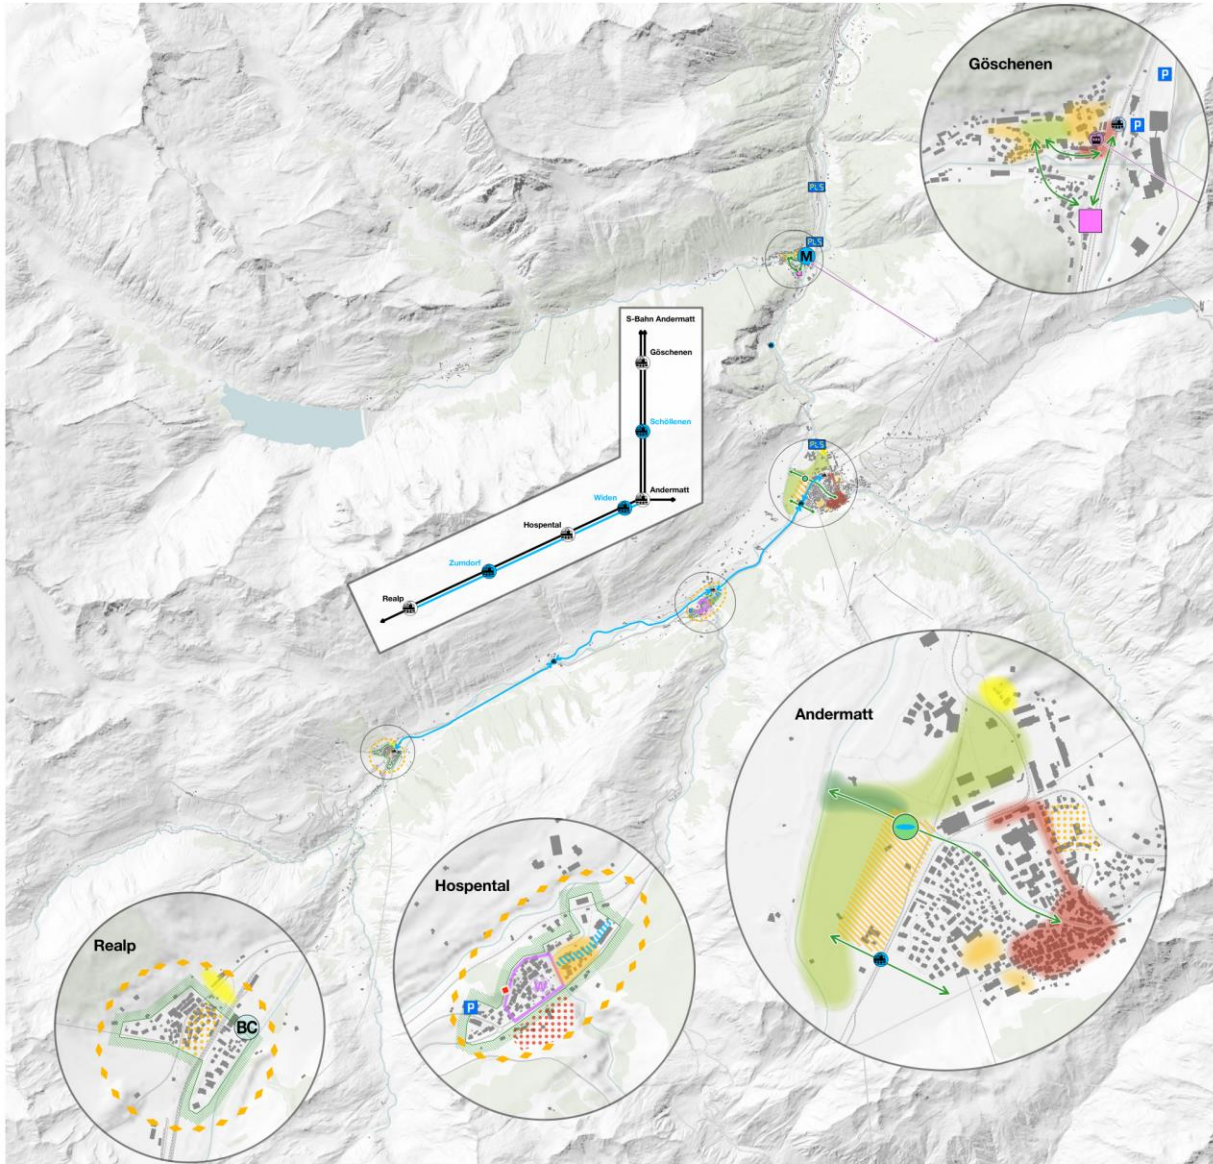 Göschenen
P
P
PLS
PLS
M
S-Bahn Andermatt
Göschenen
Schöllenen
Andermatt
Widen
Hospental
Zumdorf
Realp
PLS
Andermatt
Hospental
W
P
Realp
BC